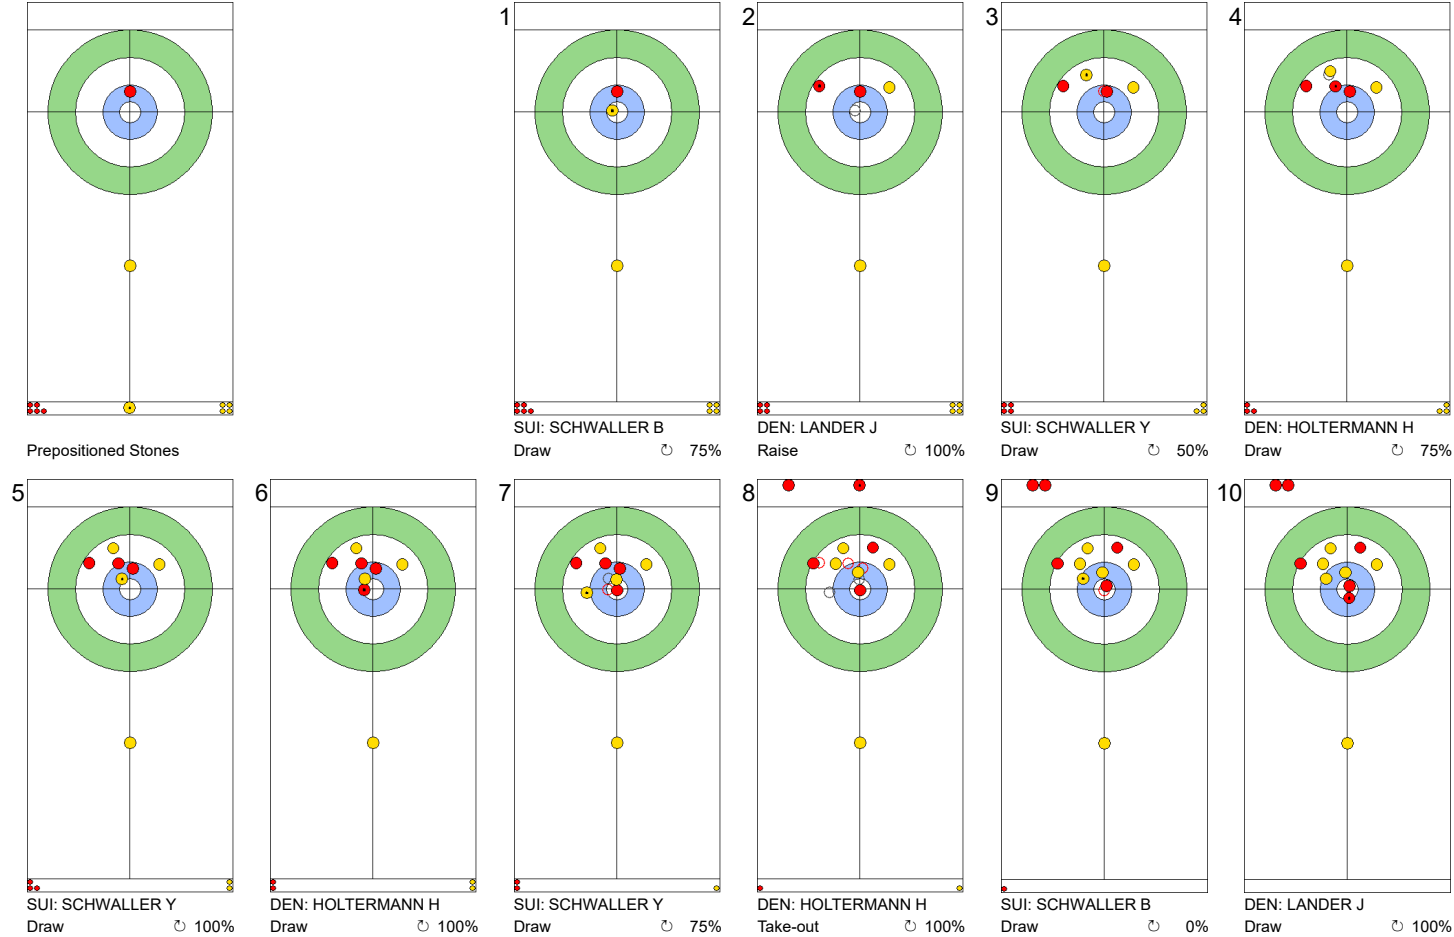 1 2 3 4
Prepositioned Stones
SUI: SCHWALLER B
Draw ↻ 75%
DEN: LANDER J
Raise ↻ 100%
SUI: SCHWALLER Y
Draw ↻ 50%
DEN: HOLTERMANN H
Draw ↻ 75%
5 6 7 8 9 10
SUI: SCHWALLER Y
Draw ↻ 100%
DEN: HOLTERMANN H
Draw ↻ 100%
SUI: SCHWALLER Y
Draw ↻ 75%
DEN: HOLTERMANN H
Take-out ↻ 100%
SUI: SCHWALLER B
Draw ↻ 0%
DEN: LANDER J
Draw ↻ 100%